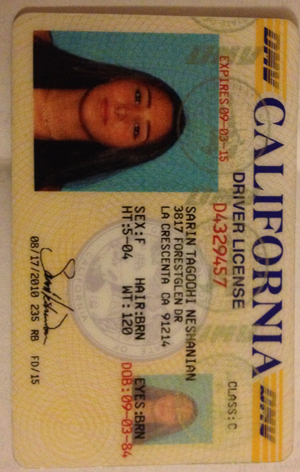 DMV CALIFORNIA DMV
DRIVER LICENSE
EXPIRES 09-03-15
D4329457
CLASS:C
SARIN TAGOOHI NESHANIAN
3817 FORESTGLEN DR
LA CRESCENTA CA 91214
SEX:F HAIR:BRN EYES:BRN
HT:5-04 WT:120 DOB:09-03-84
08/17/2010 235 RB FD/15